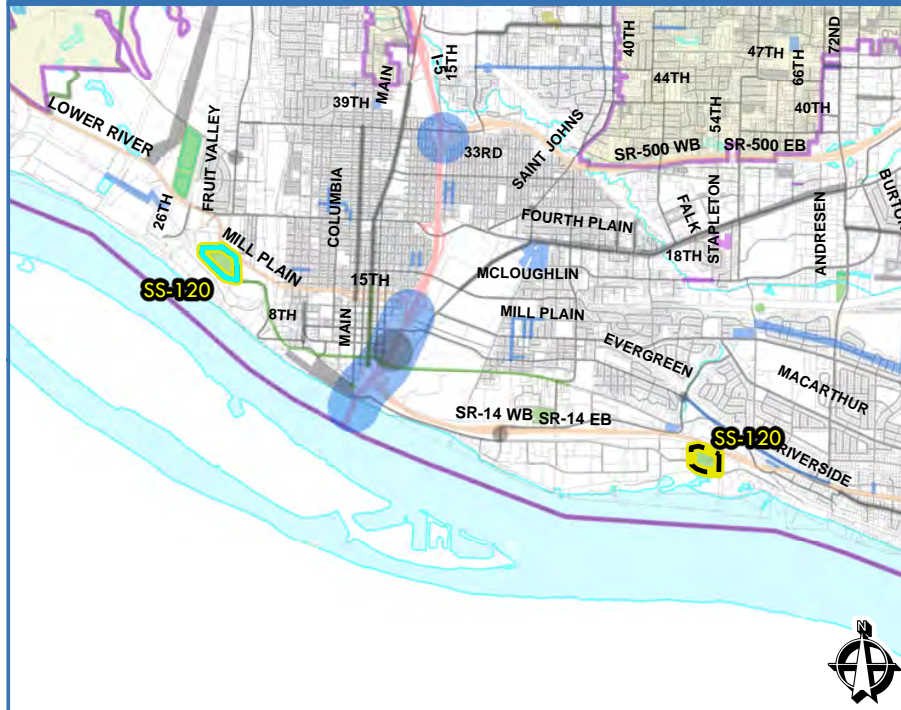 40TH
72ND
15TH
I-5
MAIN
47TH
66TH
44TH
39TH
40TH
54TH
LOWER RIVER
FRUIT VALLEY
33RD
SAINT JOHNS
SR-500 WB
SR-500 EB
BURTON
26TH
COLUMBIA
FALK
STAPLETON
ANDRESEN
FOURTH PLAIN
MILL PLAIN
18TH
MCLOUGHLIN
15TH
SS-120
8TH
MAIN
MILL PLAIN
EVERGREEN
MACARTHUR
SR-14 WB
SR-14 EB
SS-120
RIVERSIDE
N